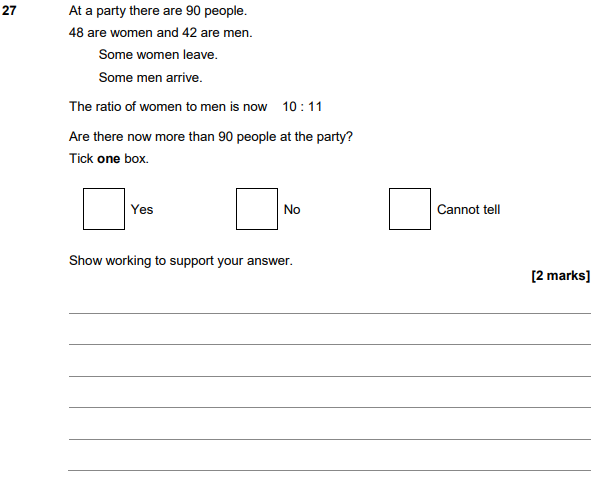 27 At a party there are 90 people.
48 are women and 42 are men.
Some women leave.
Some men arrive.
The ratio of women to men is now 10 : 11
Are there now more than 90 people at the party?
Tick one box.
Yes No Cannot tell
Show working to support your answer.
[2 marks]